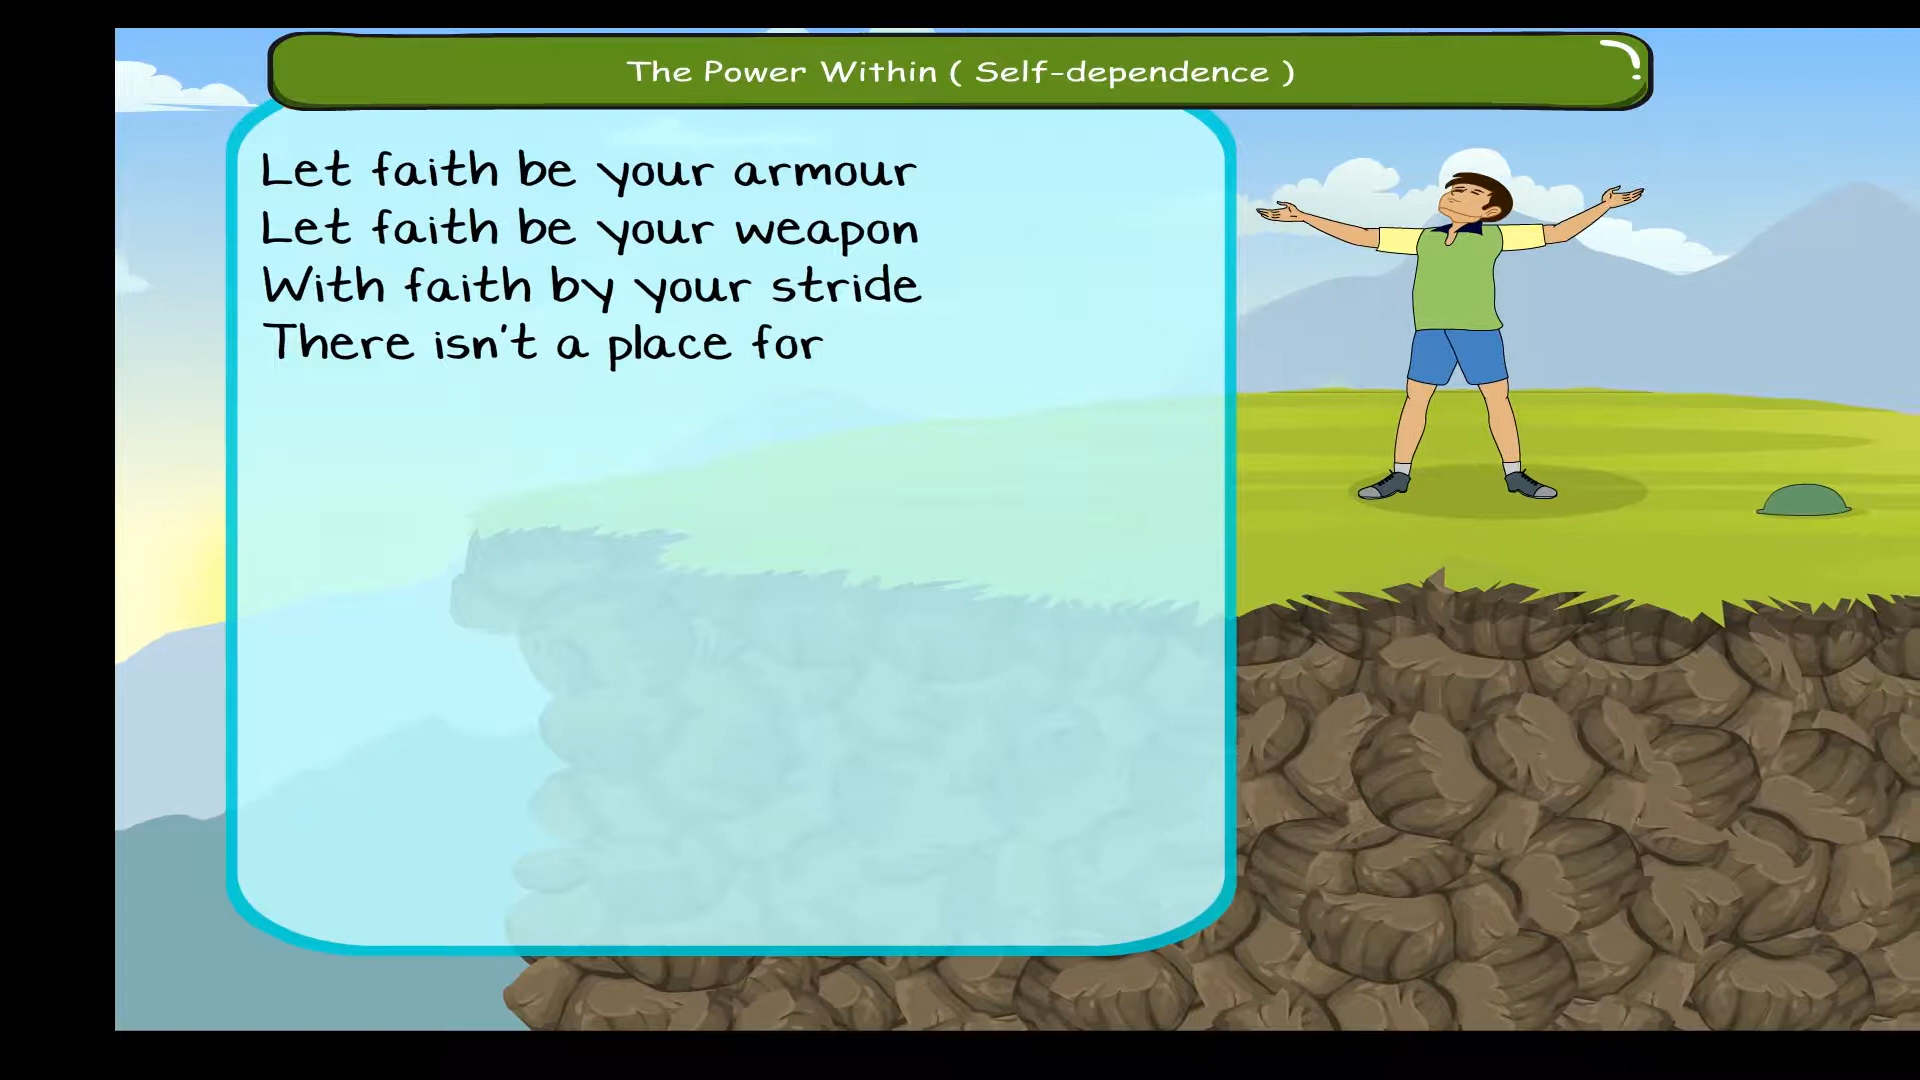 The Power Within ( Self-dependence )
Let faith be your armour
Let faith be your weapon
With faith by your stride
There isn't a place for